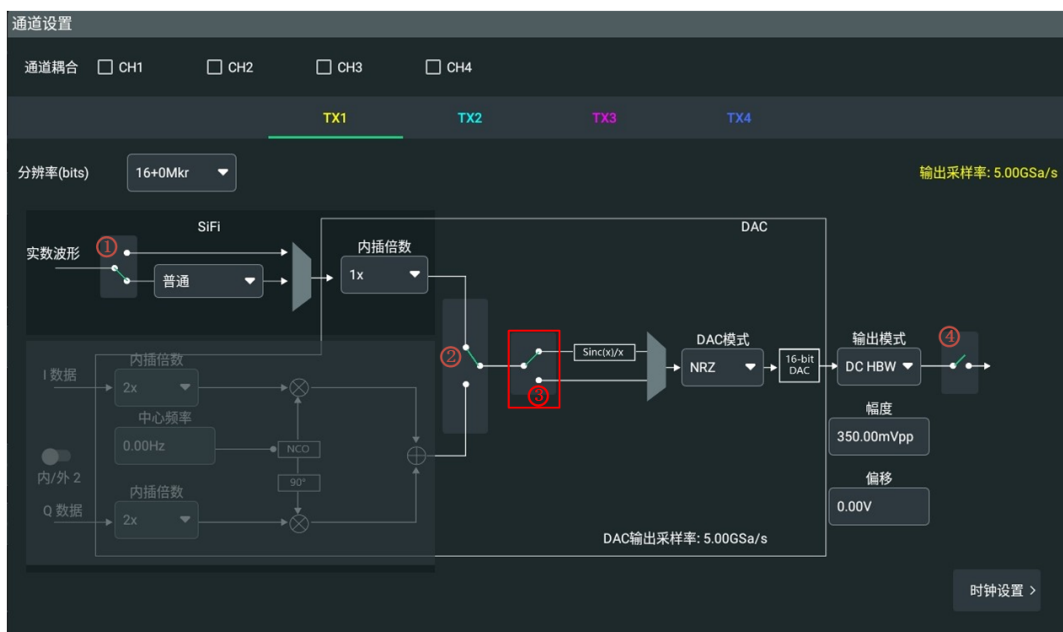 通道设置
通道耦合 CH1 CH2 CH3 CH4
TX1 TX2 TX3 TX4
分辨率(bits) 16+0Mkr 输出采样率: 5.00GSa/s
SiFi DAC
实数波形 ① 内插倍数
普通 1x
② Sinc(x)/x DAC模式 输出模式 ④
NRZ 16-bit DAC DC HBW
③
内插倍数
I 数据 2x
中心频率 幅度
0.00Hz NCO 350.00mVpp
内/外 2 90° 偏移
内插倍数 0.00V
Q 数据 2x
DAC输出采样率: 5.00GSa/s
时钟设置 >